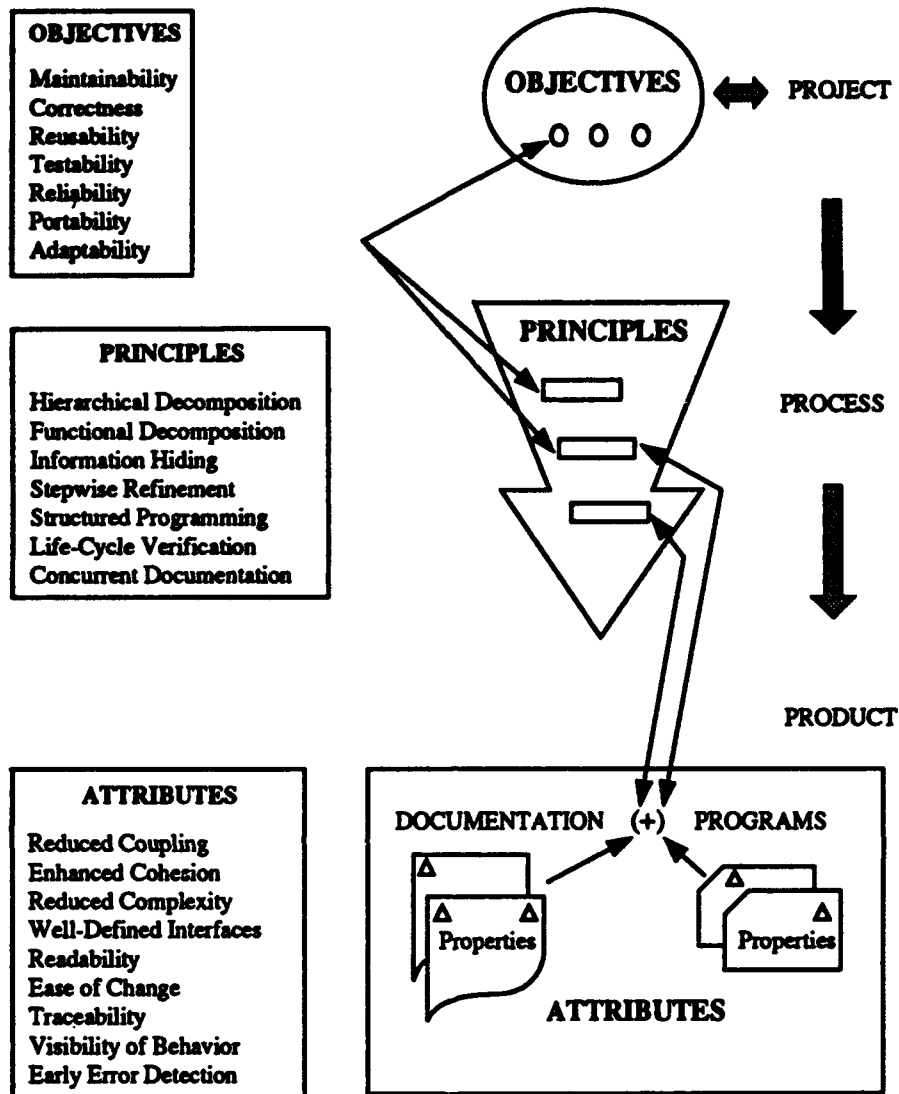 OBJECTIVES
Maintainability
Correctness
Reusability
Testability
Reliability
Portability
Adaptability
OBJECTIVES
PROJECT
PRINCIPLES
Hierarchical Decomposition
Functional Decomposition
Information Hiding
Stepwise Refinement
Structured Programming
Life-Cycle Verification
Concurrent Documentation
PRINCIPLES
PROCESS
PRODUCT
ATTRIBUTES
Reduced Coupling
Enhanced Cohesion
Reduced Complexity
Well-Defined Interfaces
Readability
Ease of Change
Traceability
Visibility of Behavior
Early Error Detection
DOCUMENTATION (+) PROGRAMS
Properties
Properties
ATTRIBUTES